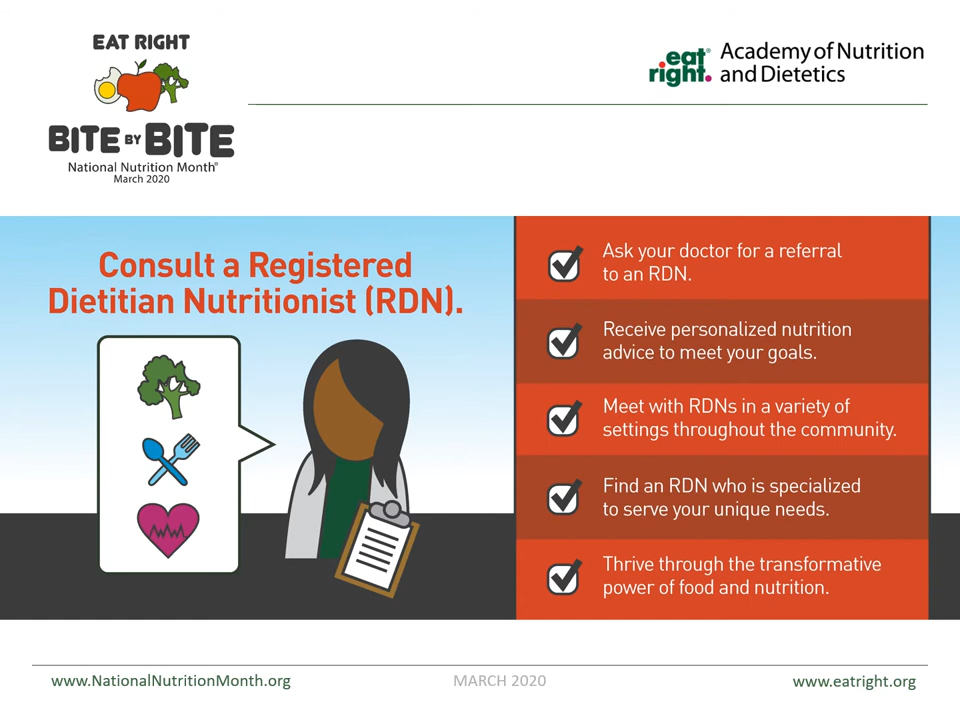 EAT RIGHT
BITE BY BITE
National Nutrition Month®
March 2020
eat
right.
Academy of Nutrition
and Dietetics
Consult a Registered
Dietitian Nutritionist (RDN).
Ask your doctor for a referral
to an RDN.
Receive personalized nutrition
advice to meet your goals.
Meet with RDNs in a variety of
settings throughout the community.
Find an RDN who is specialized
to serve your unique needs.
Thrive through the transformative
power of food and nutrition.
www.NationalNutritionMonth.org
MARCH 2020
www.eatright.org